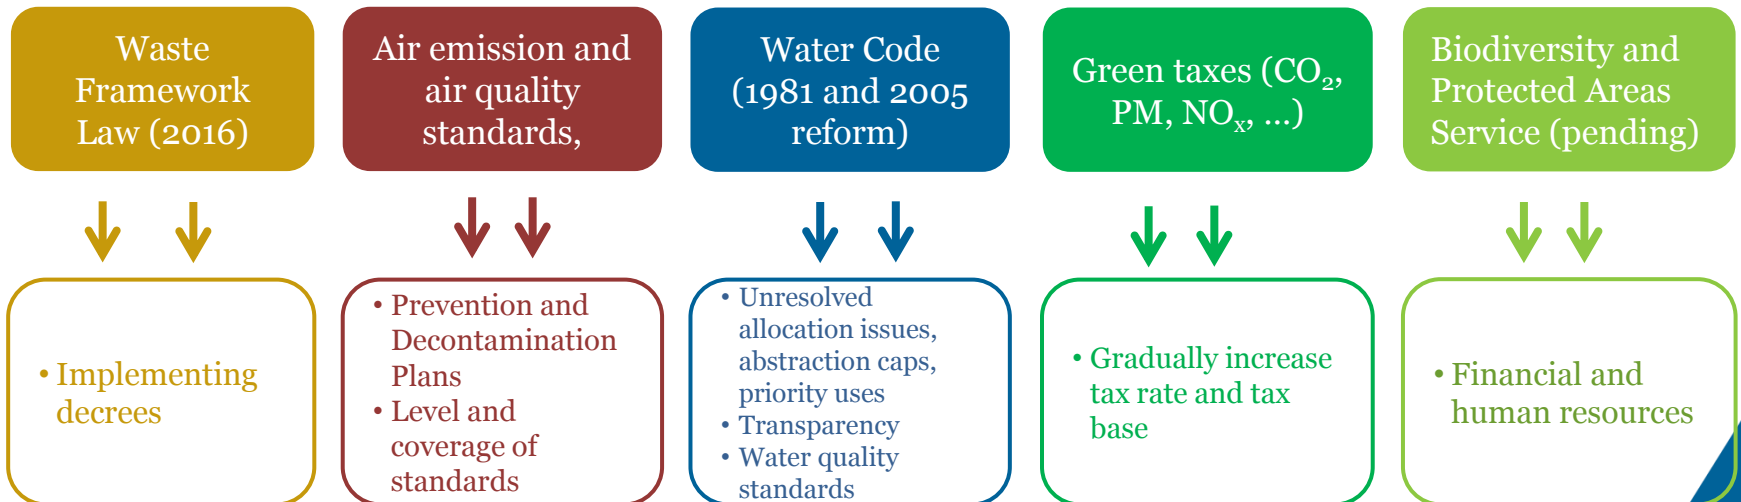 Waste
Framework
Law (2016)
Air emission and
air quality
standards,
Water Code
(1981 and 2005
reform)
Green taxes (CO₂,
PM, NOₓ, ...)
Biodiversity and
Protected Areas
Service (pending)
• Implementing
decrees
• Prevention and
Decontamination
Plans
• Level and
coverage of
standards
• Unresolved
allocation issues,
abstraction caps,
priority uses
• Transparency
• Water quality
standards
• Gradually increase
tax rate and tax
base
• Financial and
human resources